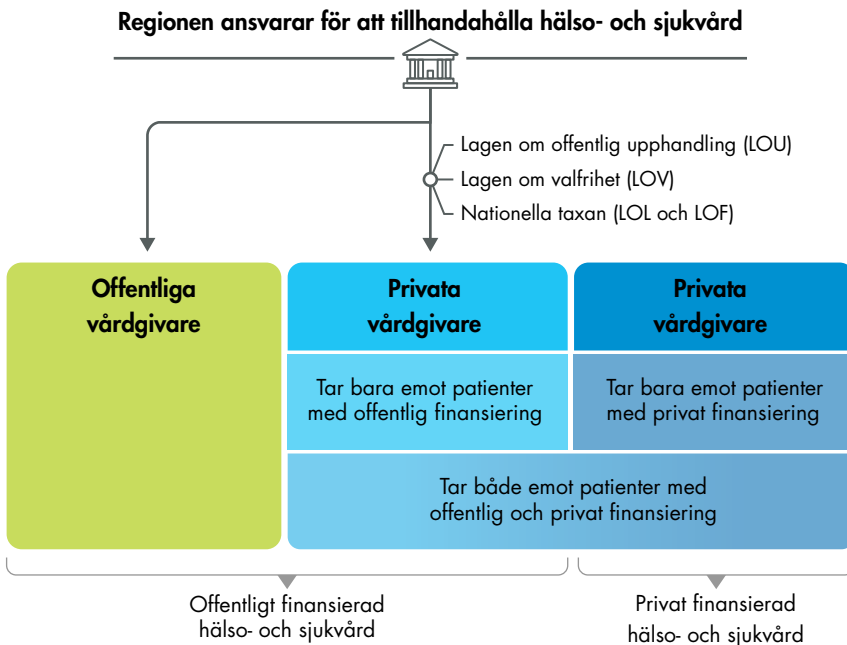 Regionen ansvarar för att tillhandahålla hälso- och sjukvård
Lagen om offentlig upphandling (LOU)
Lagen om valfrihet (LOV)
Nationella taxan (LOL och LOF)
Offentliga
vårdgivare
Privata
vårdgivare
Tar bara emot patienter
med offentlig finansiering
Privata
vårdgivare
Tar bara emot patienter
med privat finansiering
Tar både emot patienter med
offentlig och privat finansiering
Offentligt finansierad
hälso- och sjukvård
Privat finansierad
hälso- och sjukvård